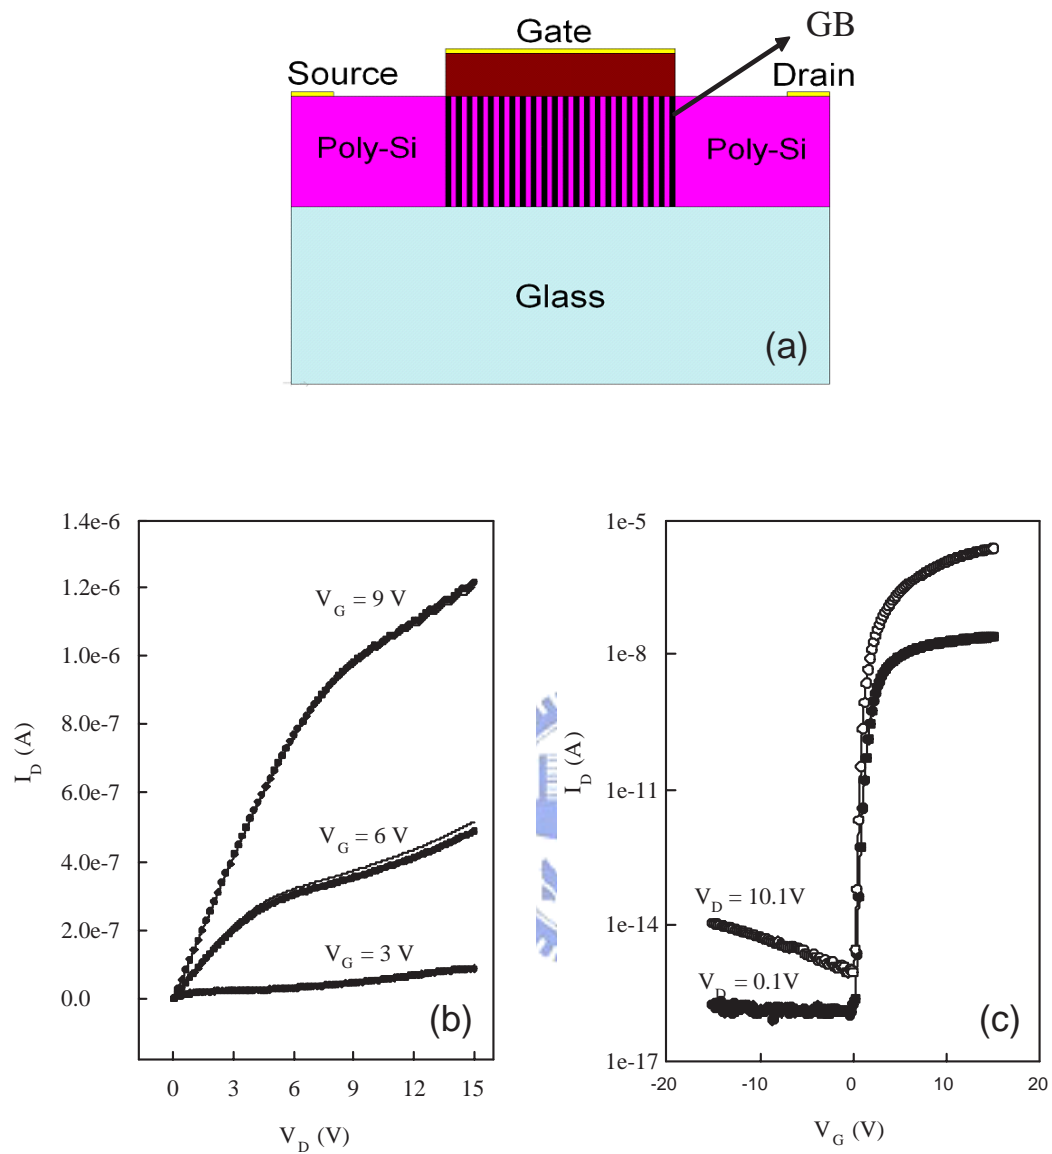 GB
Gate
Source
Drain
Poly-Si
Poly-Si
Glass
(a)
1.4e-6
1.2e-6
1.0e-6
8.0e-7
6.0e-7
4.0e-7
2.0e-7
0.0
I_D (A)
V_G = 9 V
V_G = 6 V
V_G = 3 V
(b)
0 3 6 9 12 15
V_D (V)
1e-5
1e-8
1e-11
1e-14
1e-17
I_D (A)
V_D = 10.1V
V_D = 0.1V
(c)
-20 -10 0 10 20
V_G (V)